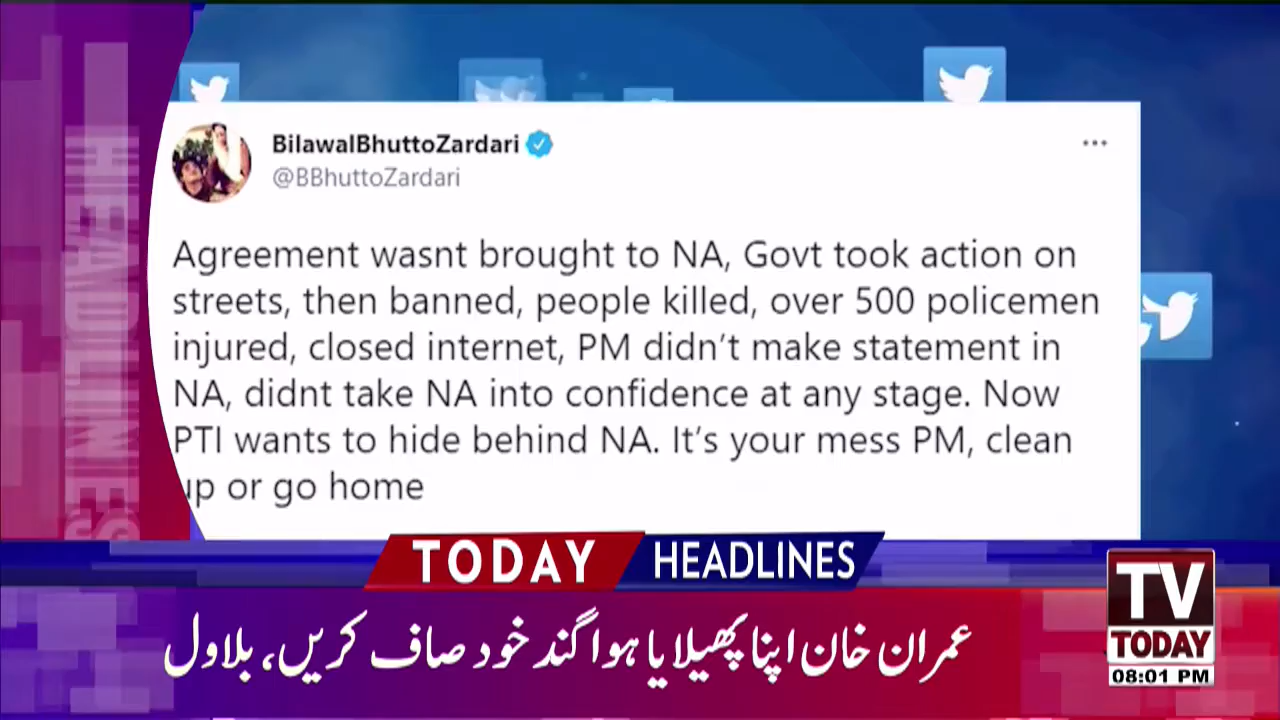 HEADLINES
BilawalBhuttoZardari
@BBhuttoZardari
Agreement wasnt brought to NA, Govt took action on
streets, then banned, people killed, over 500 policemen
injured, closed internet, PM didn't make statement in
NA, didnt take NA into confidence at any stage. Now
PTI wants to hide behind NA. It's your mess PM, clean
up or go home
TODAY HEADLINES
عمران خان اپنا پھیلایا ہوا گند خود صاف کریں، بلاول
TV
TODAY
08:01 PM